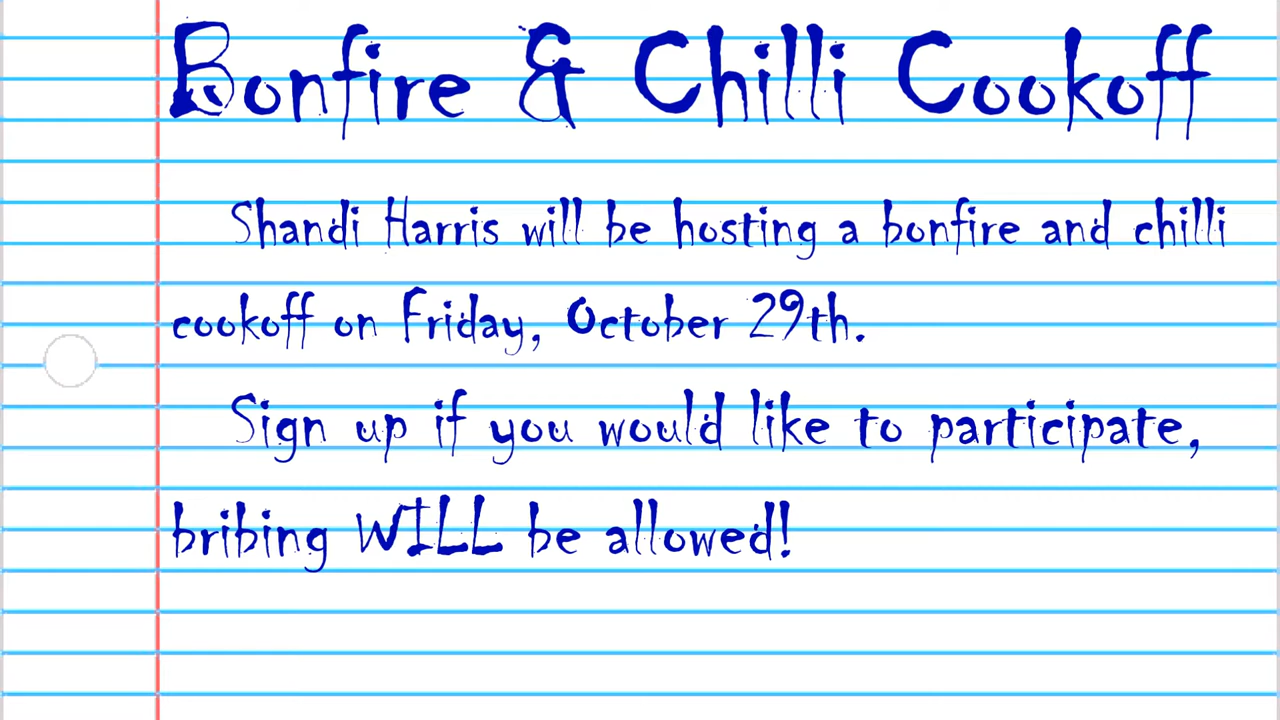 Bonfire & Chilli Cookoff
Shandi Harris will be hosting a bonfire and chilli
cookoff on Friday, October 29th.
Sign up if you would like to participate,
bribing WILL be allowed!